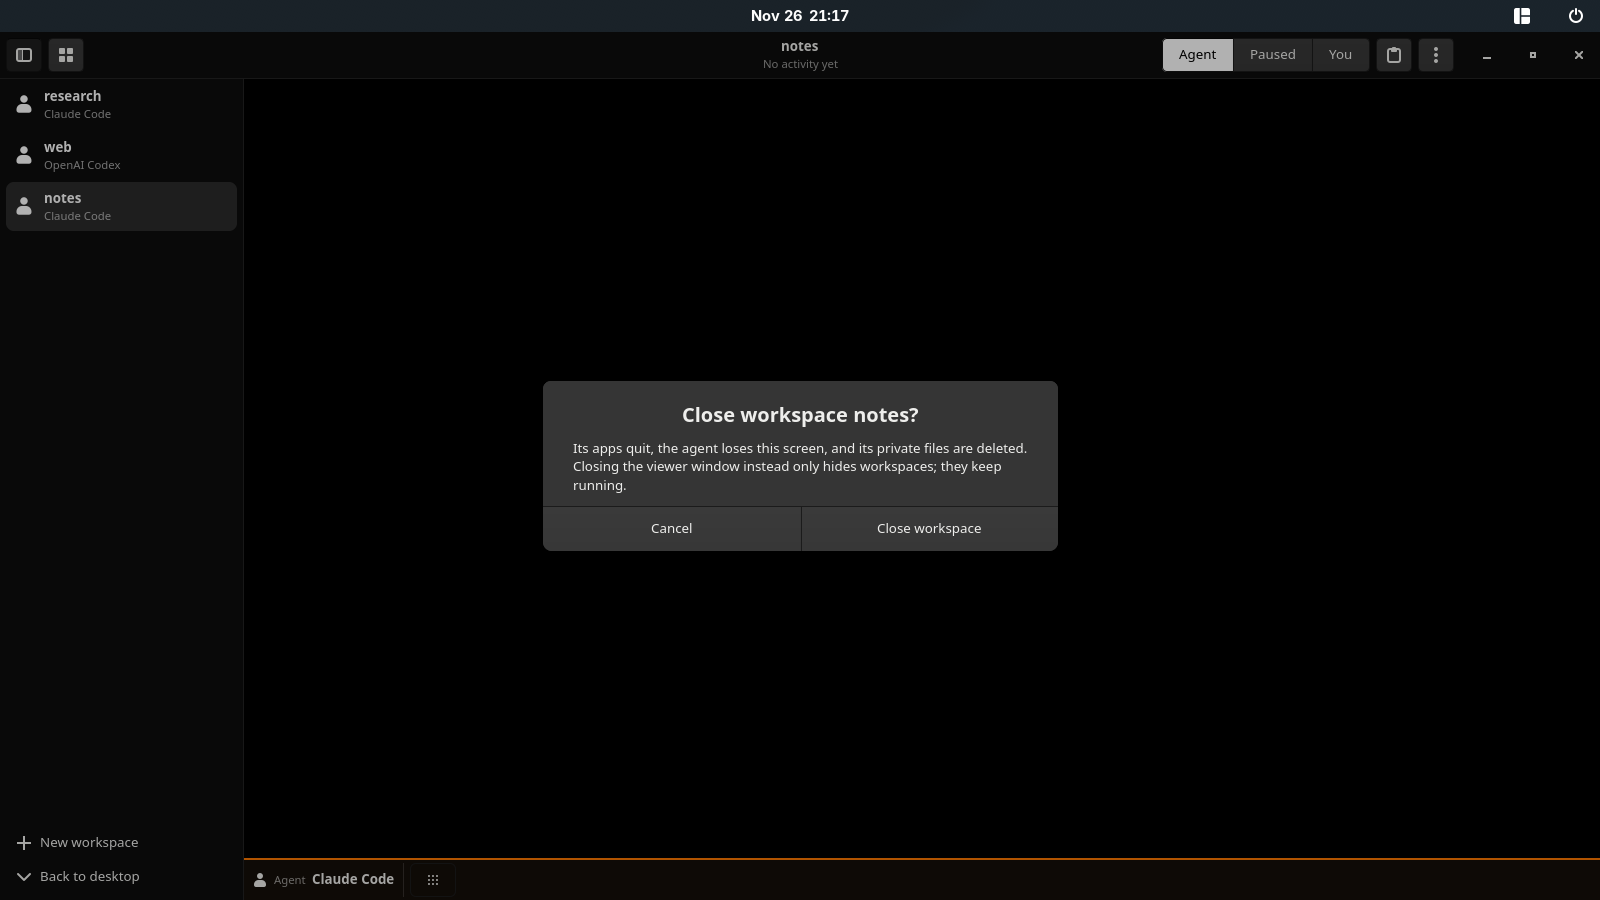 Nov 26 21:17
notes
No activity yet
Agent
Paused
You
research
Claude Code
web
OpenAI Codex
notes
Claude Code
Close workspace notes?
Its apps quit, the agent loses this screen, and its private files are deleted.
Closing the viewer window instead only hides workspaces; they keep
running.
Cancel
Close workspace
New workspace
Back to desktop
Agent Claude Code